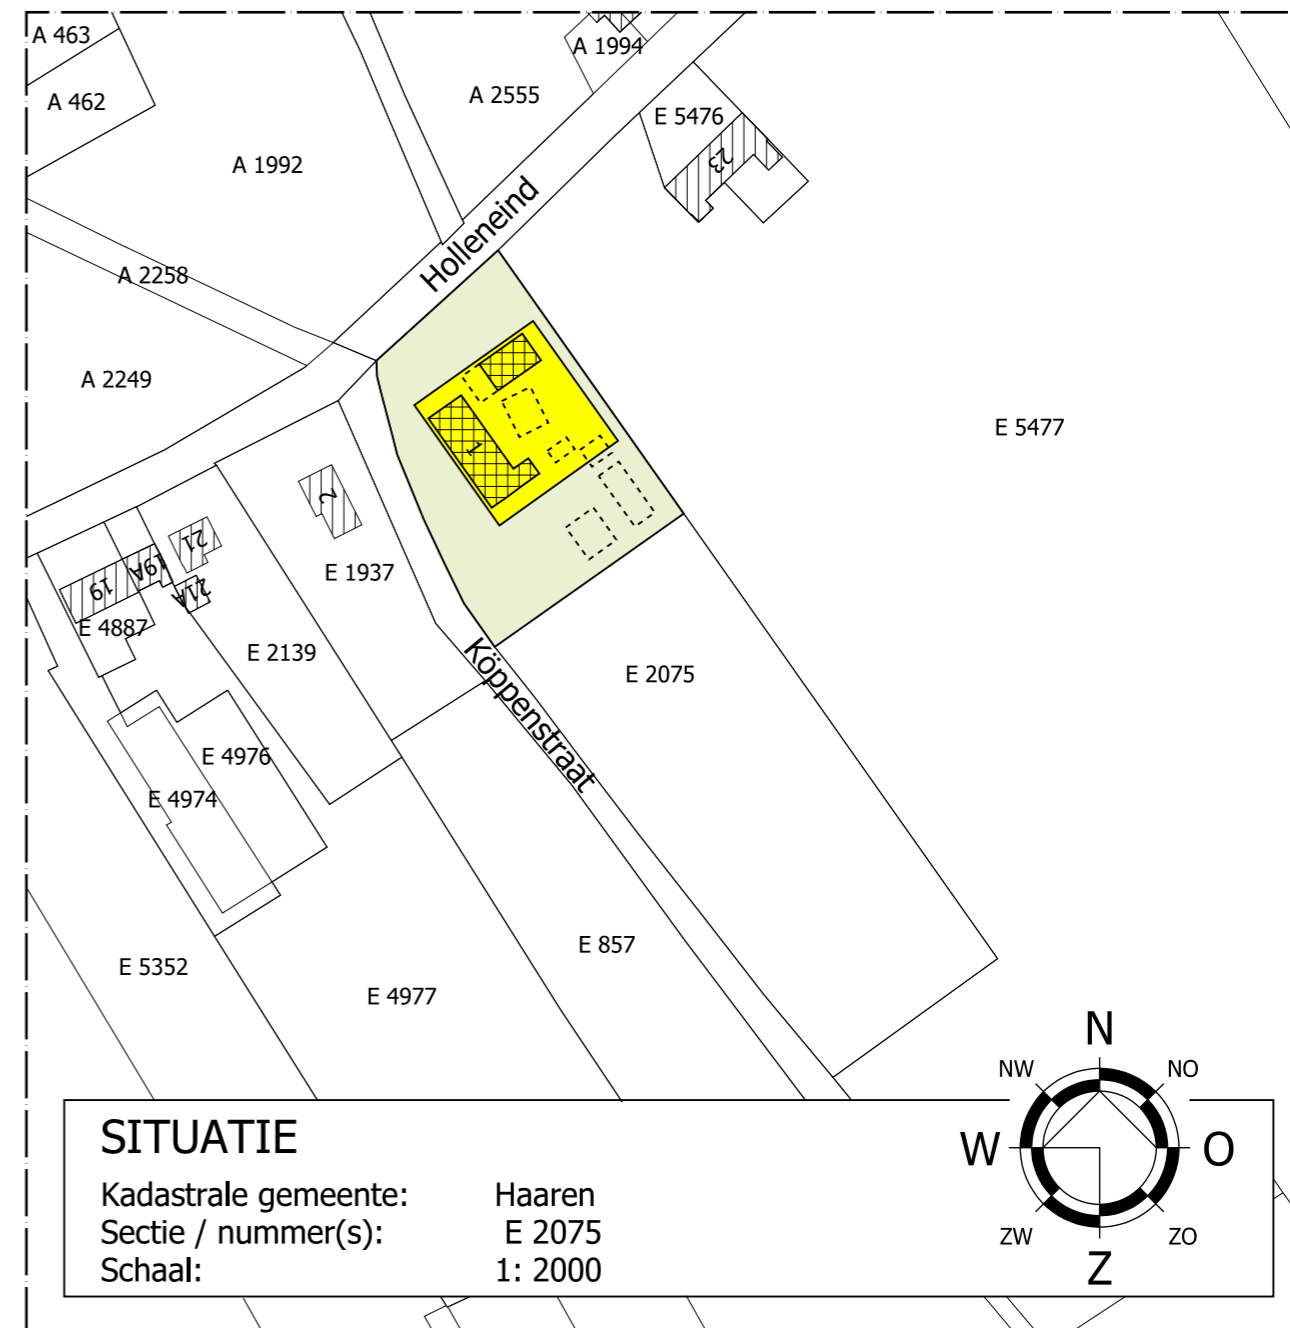 A 463
A 1994
A 462
A 2555
E 5476
23
A 1992
Holleneind
A 2258
A 2249
E 5477
1
2
21
19A
19
21A
E 1937
E 4887
E 2139
Köppenstraat
E 2075
E 4976
E 4974
E 857
E 5352
E 4977
N
NW
NO
W
O
ZW
ZO
Z
SITUATIE
Kadastrale gemeente: Haaren
Sectie / nummer(s): E 2075
Schaal: 1: 2000